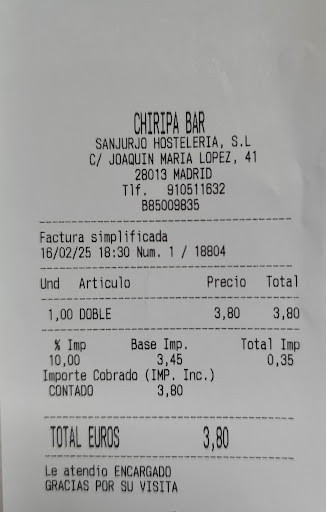 CHIRIPA BAR
SANJURJO HOSTELERIA, S.L
C/ JOAQUIN MARIA LOPEZ, 41
28013 MADRID
Tlf. 910511632
B85009835
Factura simplificada
16/02/25 18:30 Num. 1 / 18804
Und Articulo Precio Total
1,00 DOBLE 3,80 3,80
% Imp Base Imp. Total Imp
10,00 3,45 0,35
Importe Cobrado (IMP. Inc.)
CONTADO 3,80
TOTAL EUROS 3,80
Le atendio ENCARGADO
GRACIAS POR SU VISITA